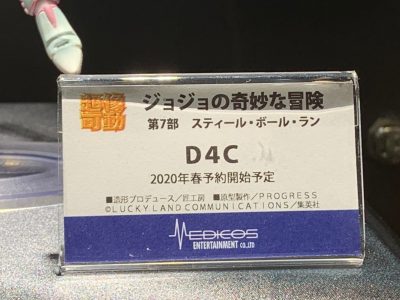 超像可動
ジョジョの奇妙な冒険
第7部 スティール・ボール・ラン
D4C
2020年春予約開始予定
■造形プロデュース／匠工房 ■原型製作／PROGRESS
©LUCKY LAND COMMUNICATIONS／集英社
MEDICOS
ENTERTAINMENT CO.,LTD